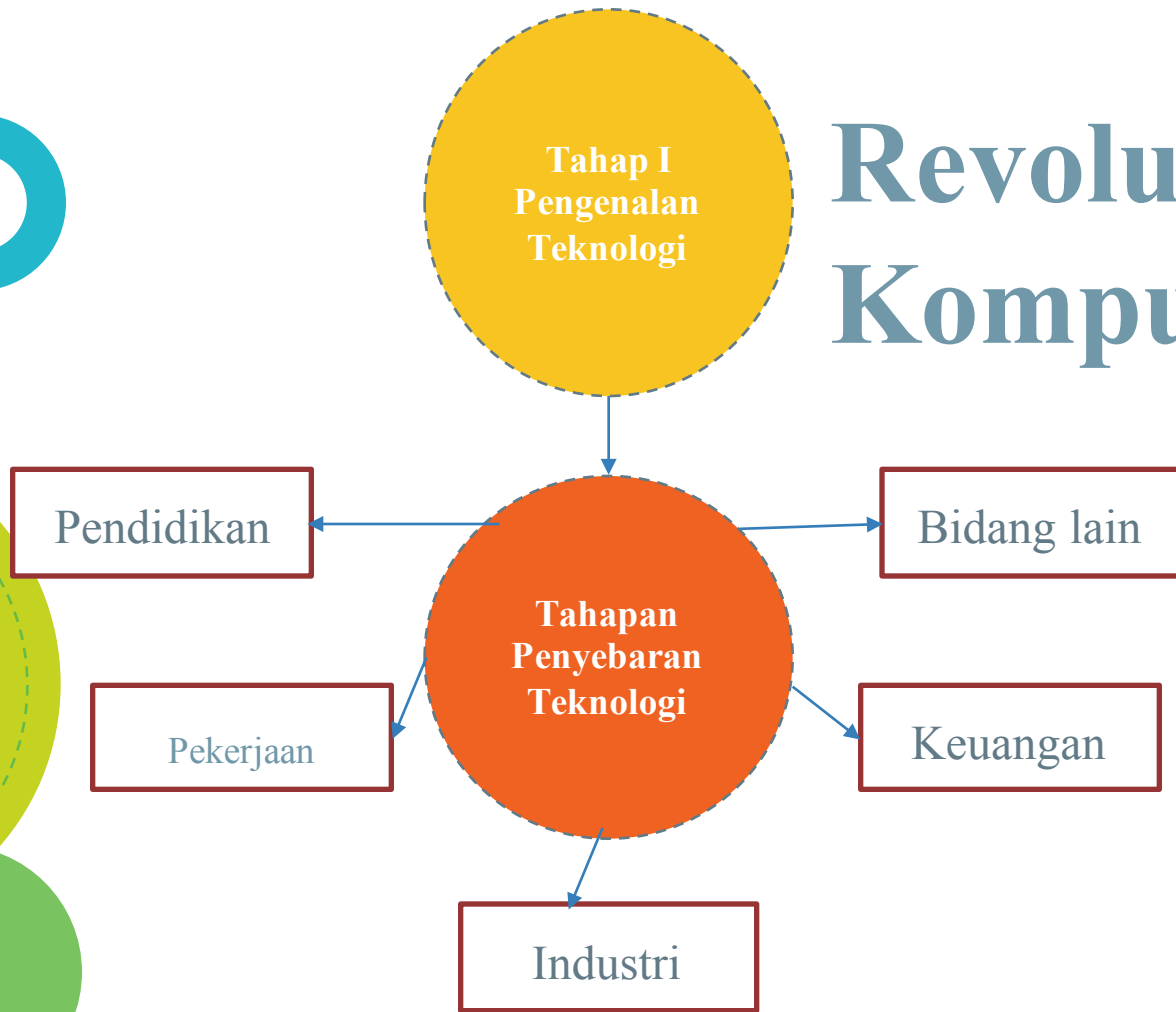 Tahap I
Pengenalan
Teknologi
Revolu
Kompu
Pendidikan
Bidang lain
Tahapan
Penyebaran
Teknologi
Pekerjaan
Keuangan
Industri